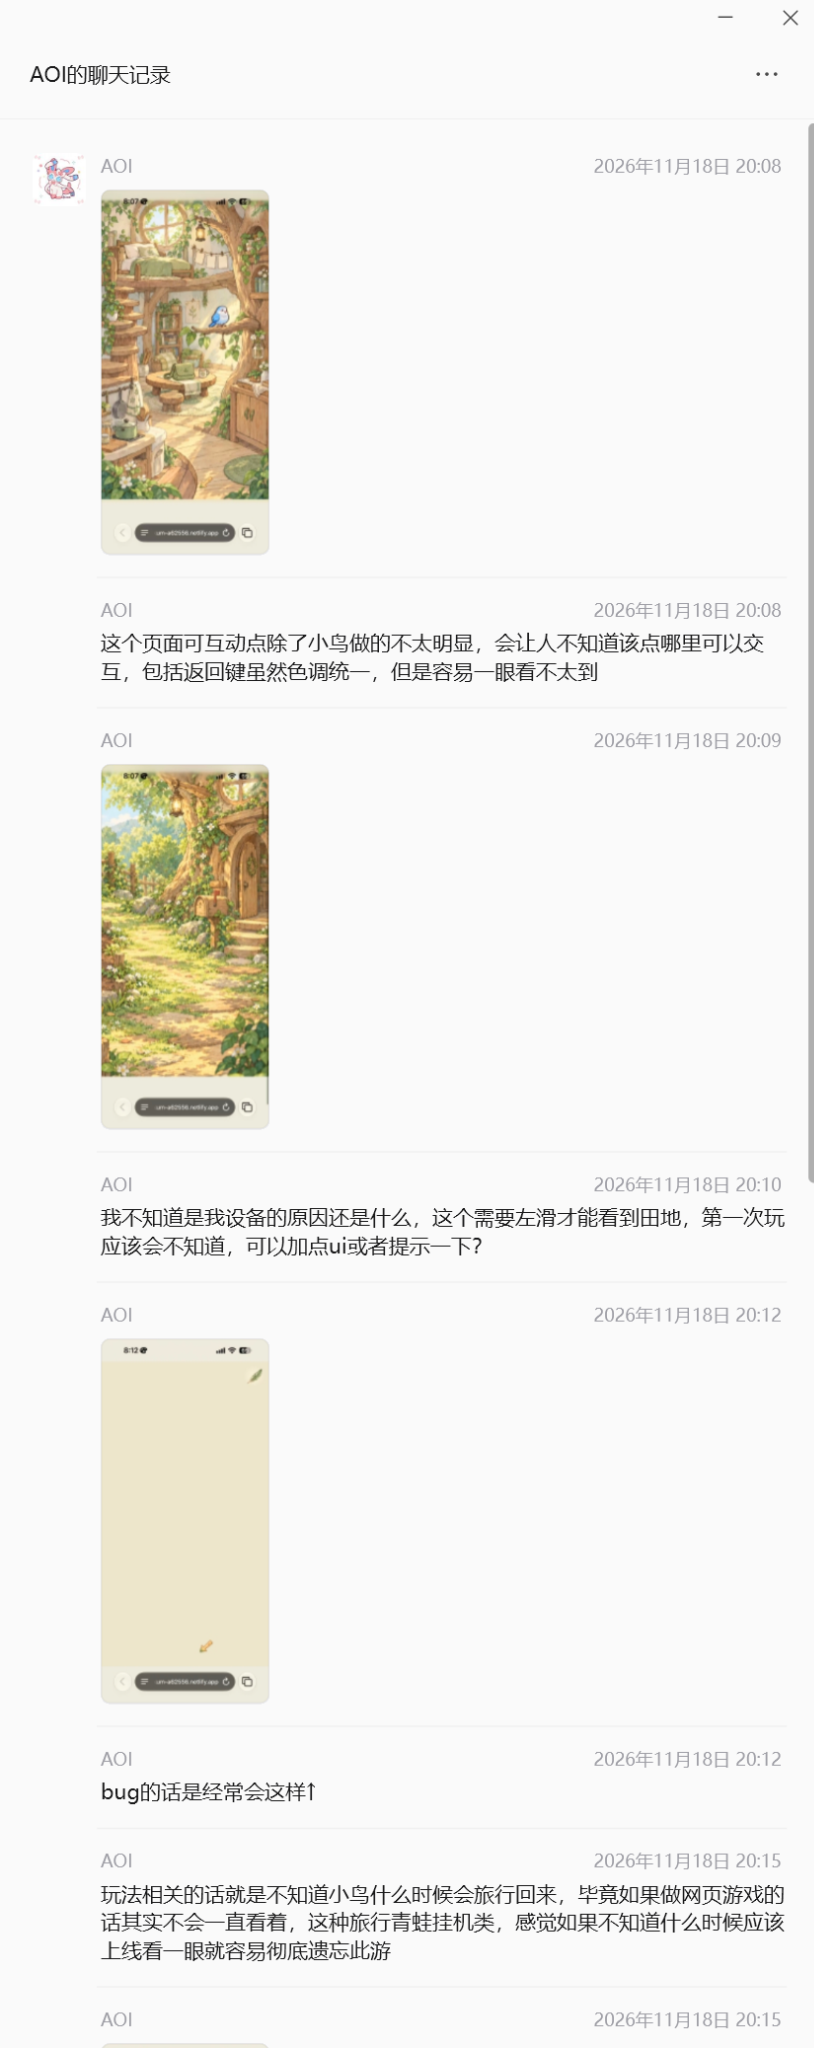 AOI的聊天记录
AOI
2026年11月18日 20:08
8:07
um-a92556.netlify.app
AOI
2026年11月18日 20:08
这个页面可互动点除了小鸟做的不太明显，会让人不知道该点哪里可以交
互，包括返回键虽然色调统一，但是容易一眼看不太到
AOI
2026年11月18日 20:09
8:07
AOI
2026年11月18日 20:10
我不知道是我设备的原因还是什么，这个需要左滑才能看到田地，第一次玩
应该会不知道，可以加点ui或者提示一下？
AOI
2026年11月18日 20:12
8:12
AOI
2026年11月18日 20:12
bug的话是经常会这样↑
AOI
2026年11月18日 20:15
玩法相关的话就是不知道小鸟什么时候会旅行回来，毕竟如果做网页游戏的
话其实不会一直看着，这种旅行青蛙挂机类，感觉如果不知道什么时候应该
上线看一眼就容易彻底遗忘此游
AOI
2026年11月18日 20:15